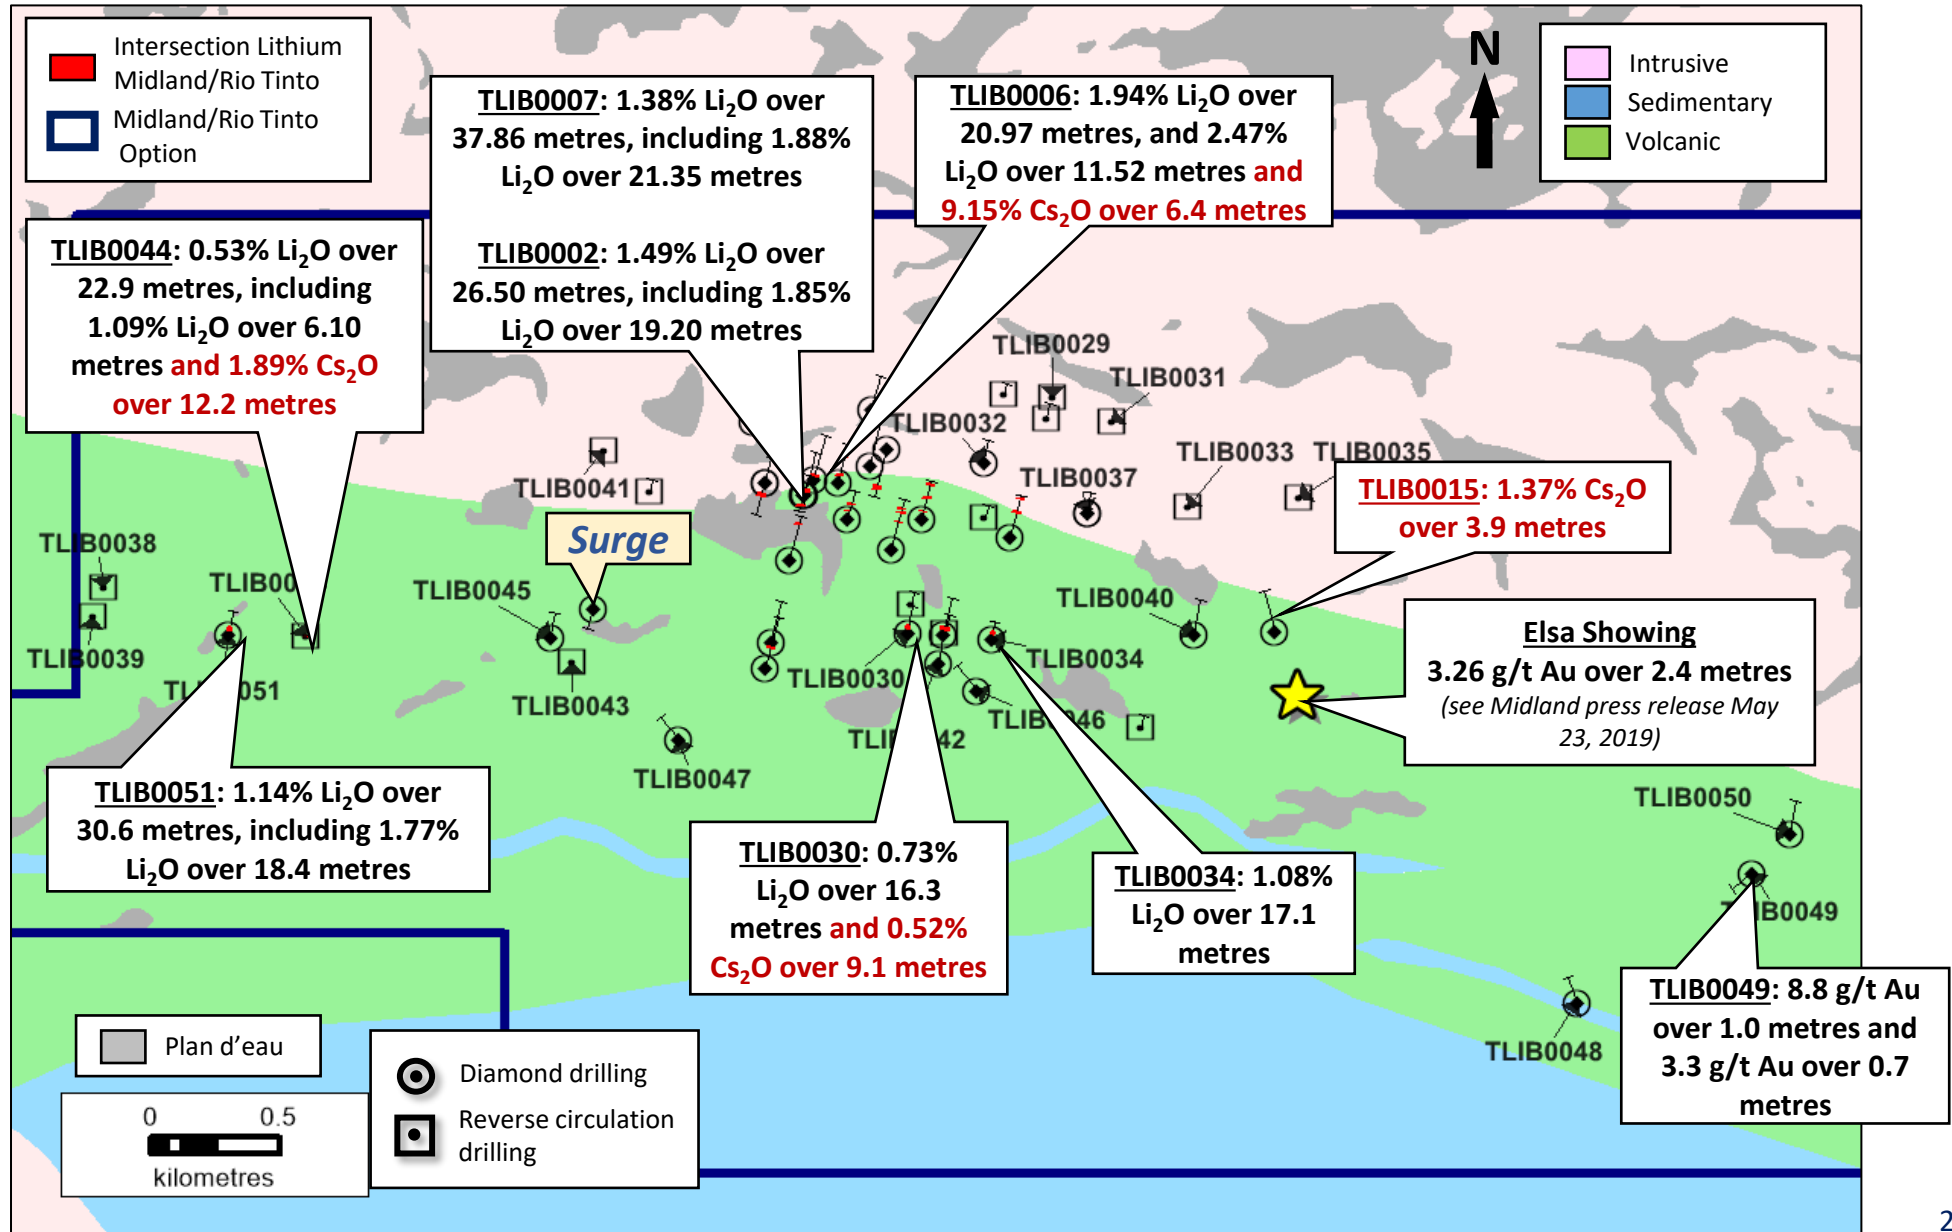 Intersection Lithium
Midland/Rio Tinto
Midland/Rio Tinto
Option
TLIB0007: 1.38% Li₂O over
37.86 metres, including 1.88%
Li₂O over 21.35 metres
TLIB0002: 1.49% Li₂O over
26.50 metres, including 1.85%
Li₂O over 19.20 metres
TLIB0006: 1.94% Li₂O over
20.97 metres, and 2.47%
Li₂O over 11.52 metres and
9.15% Cs₂O over 6.4 metres
N
Intrusive
Sedimentary
Volcanic
TLIB0044: 0.53% Li₂O over
22.9 metres, including
1.09% Li₂O over 6.10
metres and 1.89% Cs₂O
over 12.2 metres
TLIB0029
TLIB0031
TLIB0032
TLIB0033
TLIB0035
TLIB0037
TLIB0041
TLIB0015: 1.37% Cs₂O
over 3.9 metres
Surge
TLIB0038
TLIB00
TLIB0045
TLIB0040
TLIB0039
TLIB0034
TLIB0030
TLIB0043
Elsa Showing
3.26 g/t Au over 2.4 metres
(see Midland press release May
23, 2019)
TLIB0047
TLIB0050
TLIB0051: 1.14% Li₂O over
30.6 metres, including 1.77%
Li₂O over 18.4 metres
TLIB0030: 0.73%
Li₂O over 16.3
metres and 0.52%
Cs₂O over 9.1 metres
TLIB0034: 1.08%
Li₂O over 17.1
metres
TLIB0048
TLIB0049: 8.8 g/t Au
over 1.0 metres and
3.3 g/t Au over 0.7
metres
Plan d'eau
0 0.5
kilometres
Diamond drilling
Reverse circulation
drilling
2